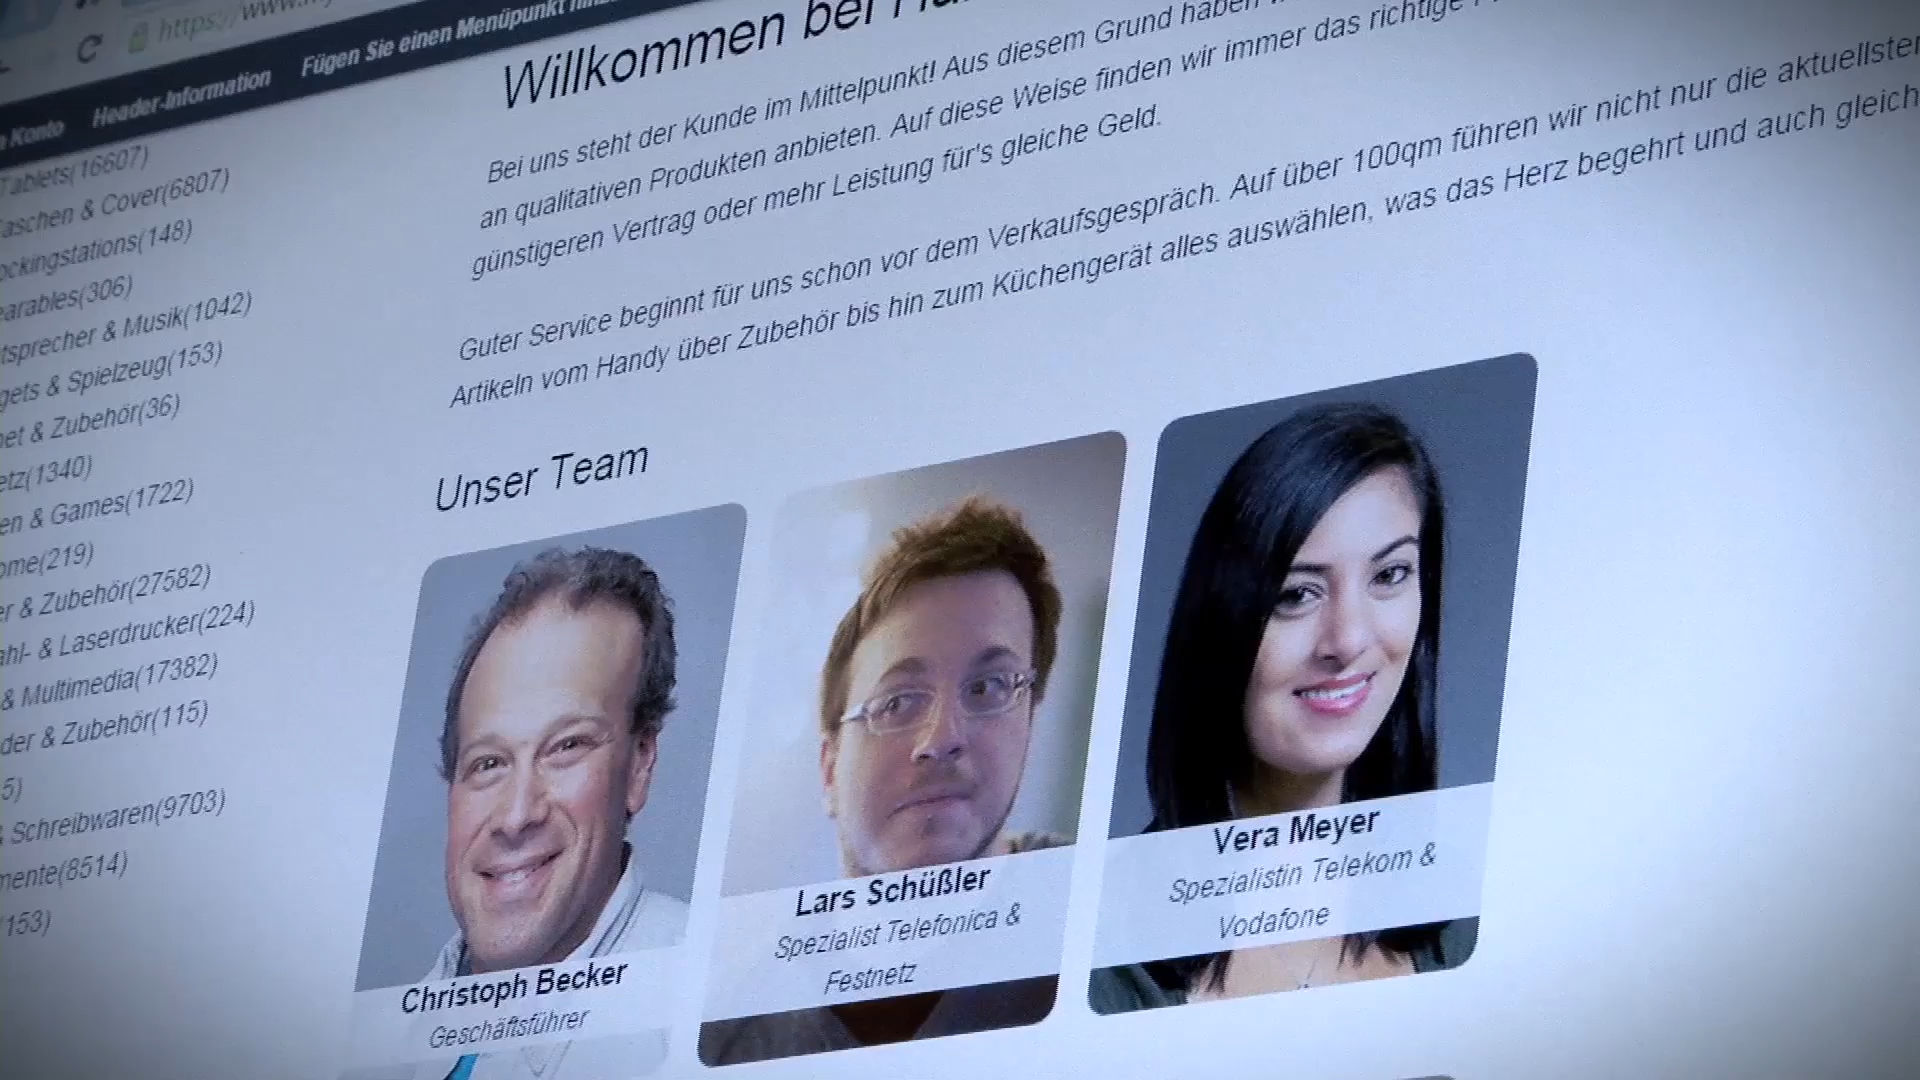 https://www.
Konto Header-Information Fügen Sie einen Menüpunkt
Tablets(16607)
Taschen & Cover(6807)
ockingstations(148)
earables(306)
tsprecher & Musik(1042)
gets & Spielzeug(153)
et & Zubehör(36)
etz(1340)
en & Games(1722)
ome(219)
er & Zubehör(27582)
ahl- & Laserdrucker(224)
& Multimedia(17382)
der & Zubehör(115)
5)
& Schreibwaren(9703)
mente(8514)
153)
Willkommen bei
Bei uns steht der Kunde im Mittelpunkt! Aus diesem Grund haben
an qualitativen Produkten anbieten. Auf diese Weise finden wir immer das richtige
günstigeren Vertrag oder mehr Leistung für's gleiche Geld.
Guter Service beginnt für uns schon vor dem Verkaufsgespräch. Auf über 100qm führen wir nicht nur die aktuellsten
Artikeln vom Handy über Zubehör bis hin zum Küchengerät alles auswählen, was das Herz begehrt und auch gleich
Unser Team
Christoph Becker
Geschäftsführer
Lars Schüßler
Spezialist Telefonica &
Festnetz
Vera Meyer
Spezialistin Telekom &
Vodafone